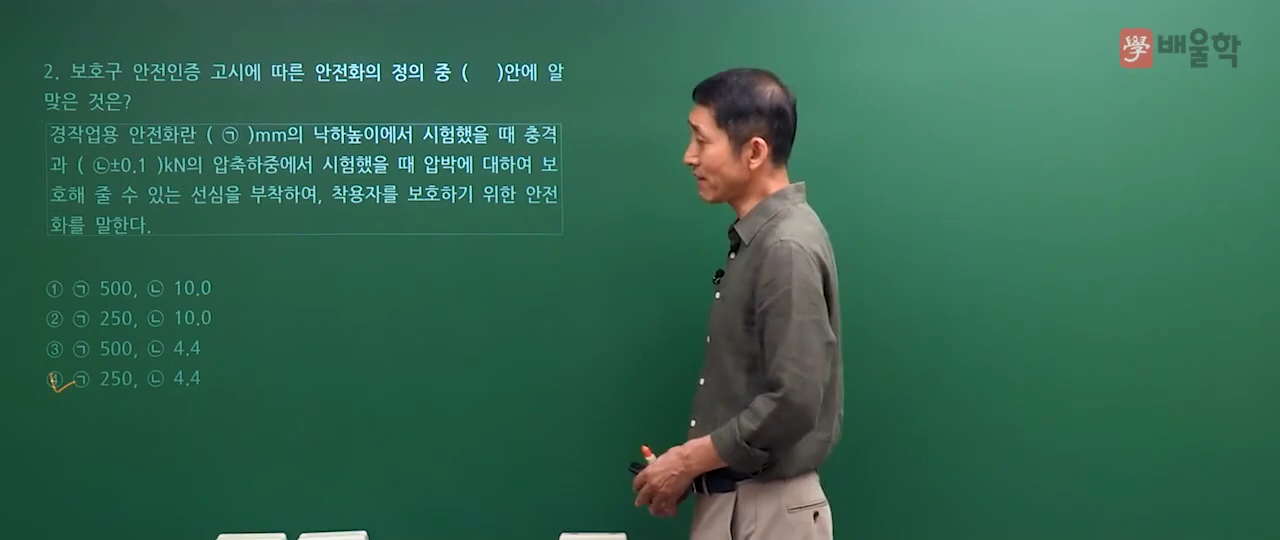 學 배울학
2. 보호구 안전인증 고시에 따른 안전화의 정의 중 (    )안에 알
맞은 것은?
경작업용 안전화란 ( ㉠ )mm의 낙하높이에서 시험했을 때 충격
과 ( ㉡±0.1 )kN의 압축하중에서 시험했을 때 압박에 대하여 보
호해 줄 수 있는 선심을 부착하여, 착용자를 보호하기 위한 안전
화를 말한다.
① ㉠ 500, ㉡ 10.0
② ㉠ 250, ㉡ 10.0
③ ㉠ 500, ㉡ 4.4
④ ㉠ 250, ㉡ 4.4